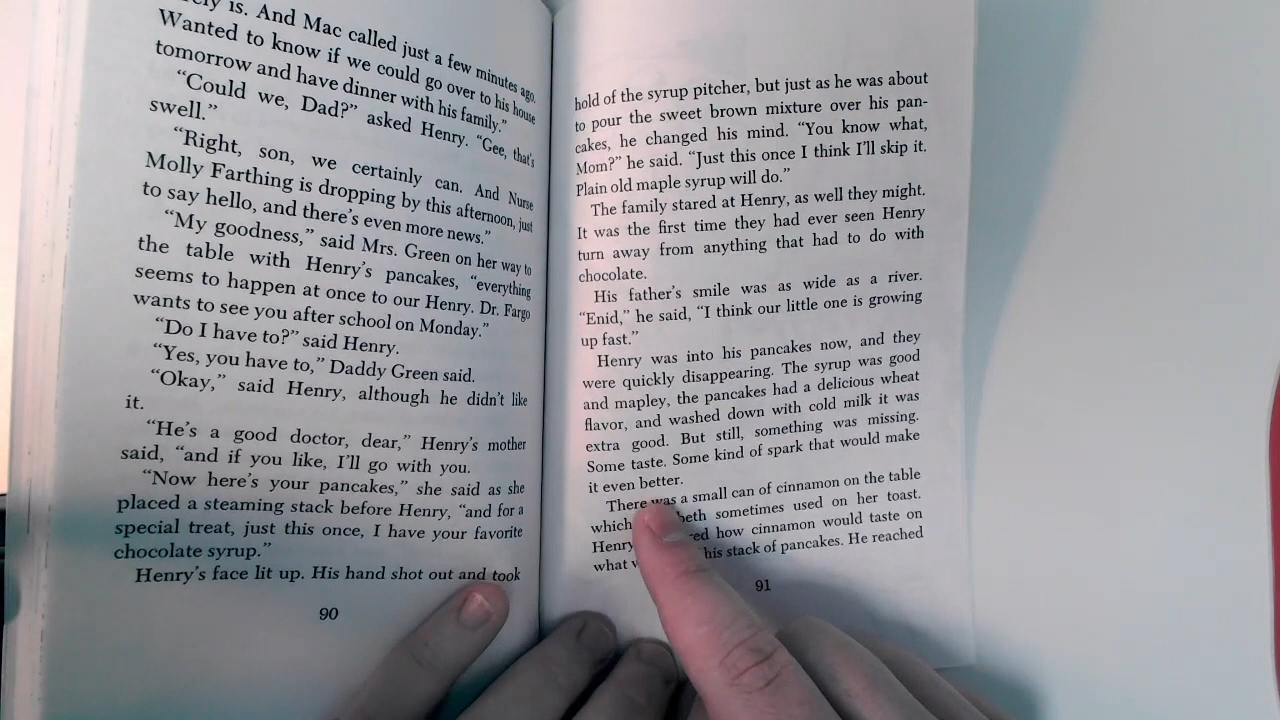 is. And Mac called just a few minutes ago.
Wanted to know if we could go over to his house
tomorrow and have dinner with his family.”
“Could we, Dad?” asked Henry. “Gee, that’s
swell.”
“Right, son, we certainly can. And Nurse
Molly Farthing is dropping by this afternoon, just
to say hello, and there’s even more news.”
“My goodness,” said Mrs. Green on her way to
the table with Henry’s pancakes, “everything
seems to happen at once to our Henry. Dr. Fargo
wants to see you after school on Monday.”
“Do I have to?” said Henry.
“Yes, you have to,” Daddy Green said.
“Okay,” said Henry, although he didn’t like
it.
“He’s a good doctor, dear,” Henry’s mother
said, “and if you like, I’ll go with you.
“Now here’s your pancakes,” she said as she
placed a steaming stack before Henry, “and for a
special treat, just this once, I have your favorite
chocolate syrup.”
Henry’s face lit up. His hand shot out and took
90
hold of the syrup pitcher, but just as he was about
to pour the sweet brown mixture over his pan-
cakes, he changed his mind. “You know what,
Mom?” he said. “Just this once I think I’ll skip it.
Plain old maple syrup will do.”
The family stared at Henry, as well they might.
It was the first time they had ever seen Henry
turn away from anything that had to do with
chocolate.
His father’s smile was as wide as a river.
“Enid,” he said, “I think our little one is growing
up fast.”
Henry was into his pancakes now, and they
were quickly disappearing. The syrup was good
and mapley, the pancakes had a delicious wheat
flavor, and washed down with cold milk it was
extra good. But still, something was missing.
Some taste. Some kind of spark that would make
it even better.
There was a small can of cinnamon on the table
which sometimes used on her toast.
Henry how cinnamon would taste on
what his stack of pancakes. He reached
91